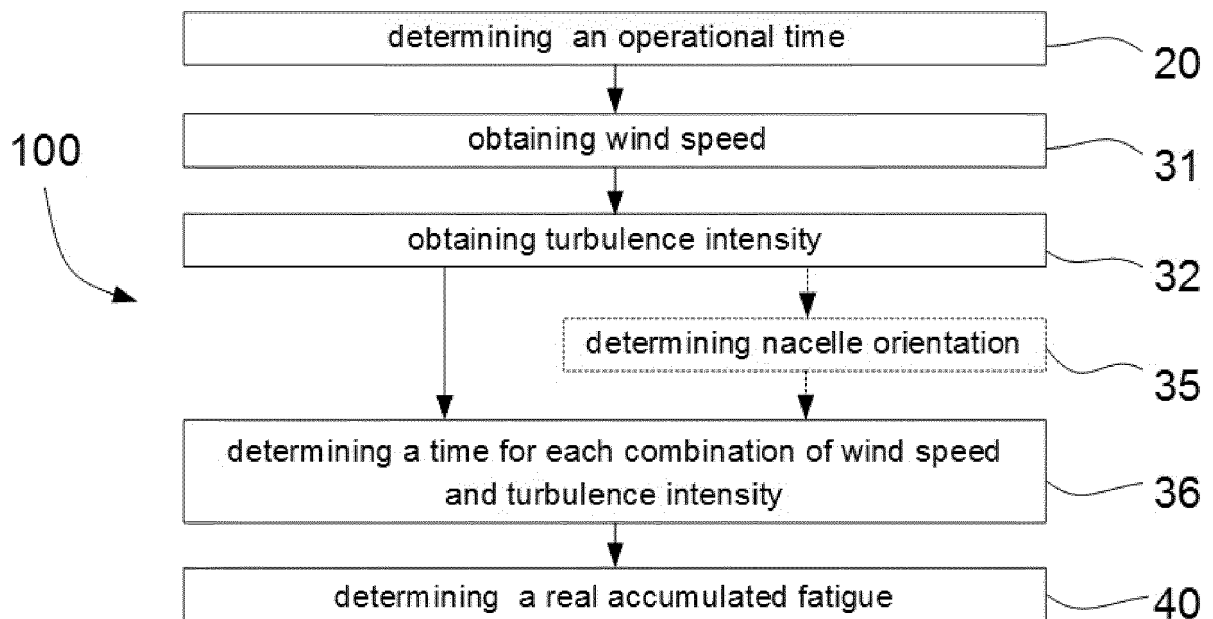 determining an operational time
20
obtaining wind speed
31
100
obtaining turbulence intensity
32
determining nacelle orientation
35
determining a time for each combination of wind speed
and turbulence intensity
36
determining a real accumulated fatigue
40